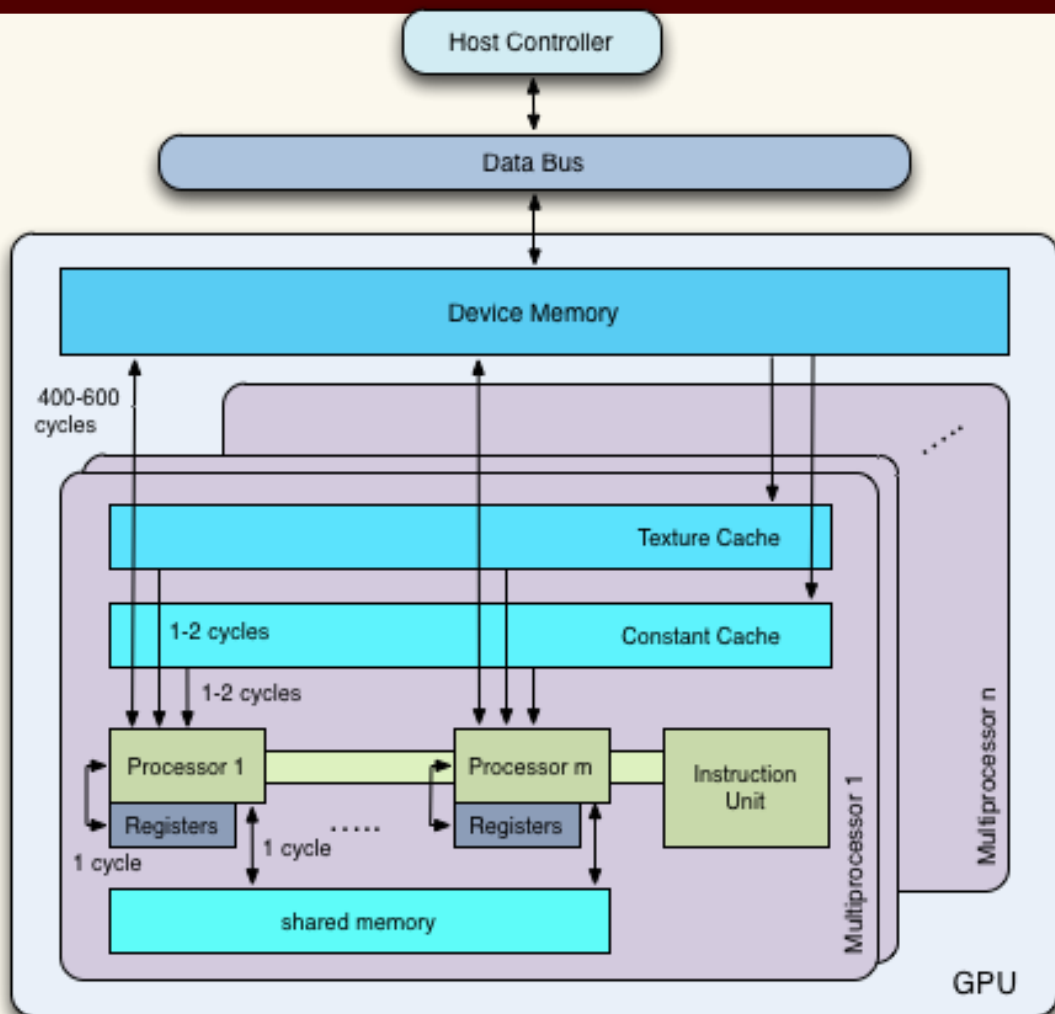 Host Controller
Data Bus
Device Memory
400-600
cycles
.....
Texture Cache
1-2 cycles
Constant Cache
1-2 cycles
Processor 1
Processor m
Instruction
Unit
Registers
.....
Registers
1 cycle
1 cycle
shared memory
Multiprocessor 1
Multiprocessor n
GPU